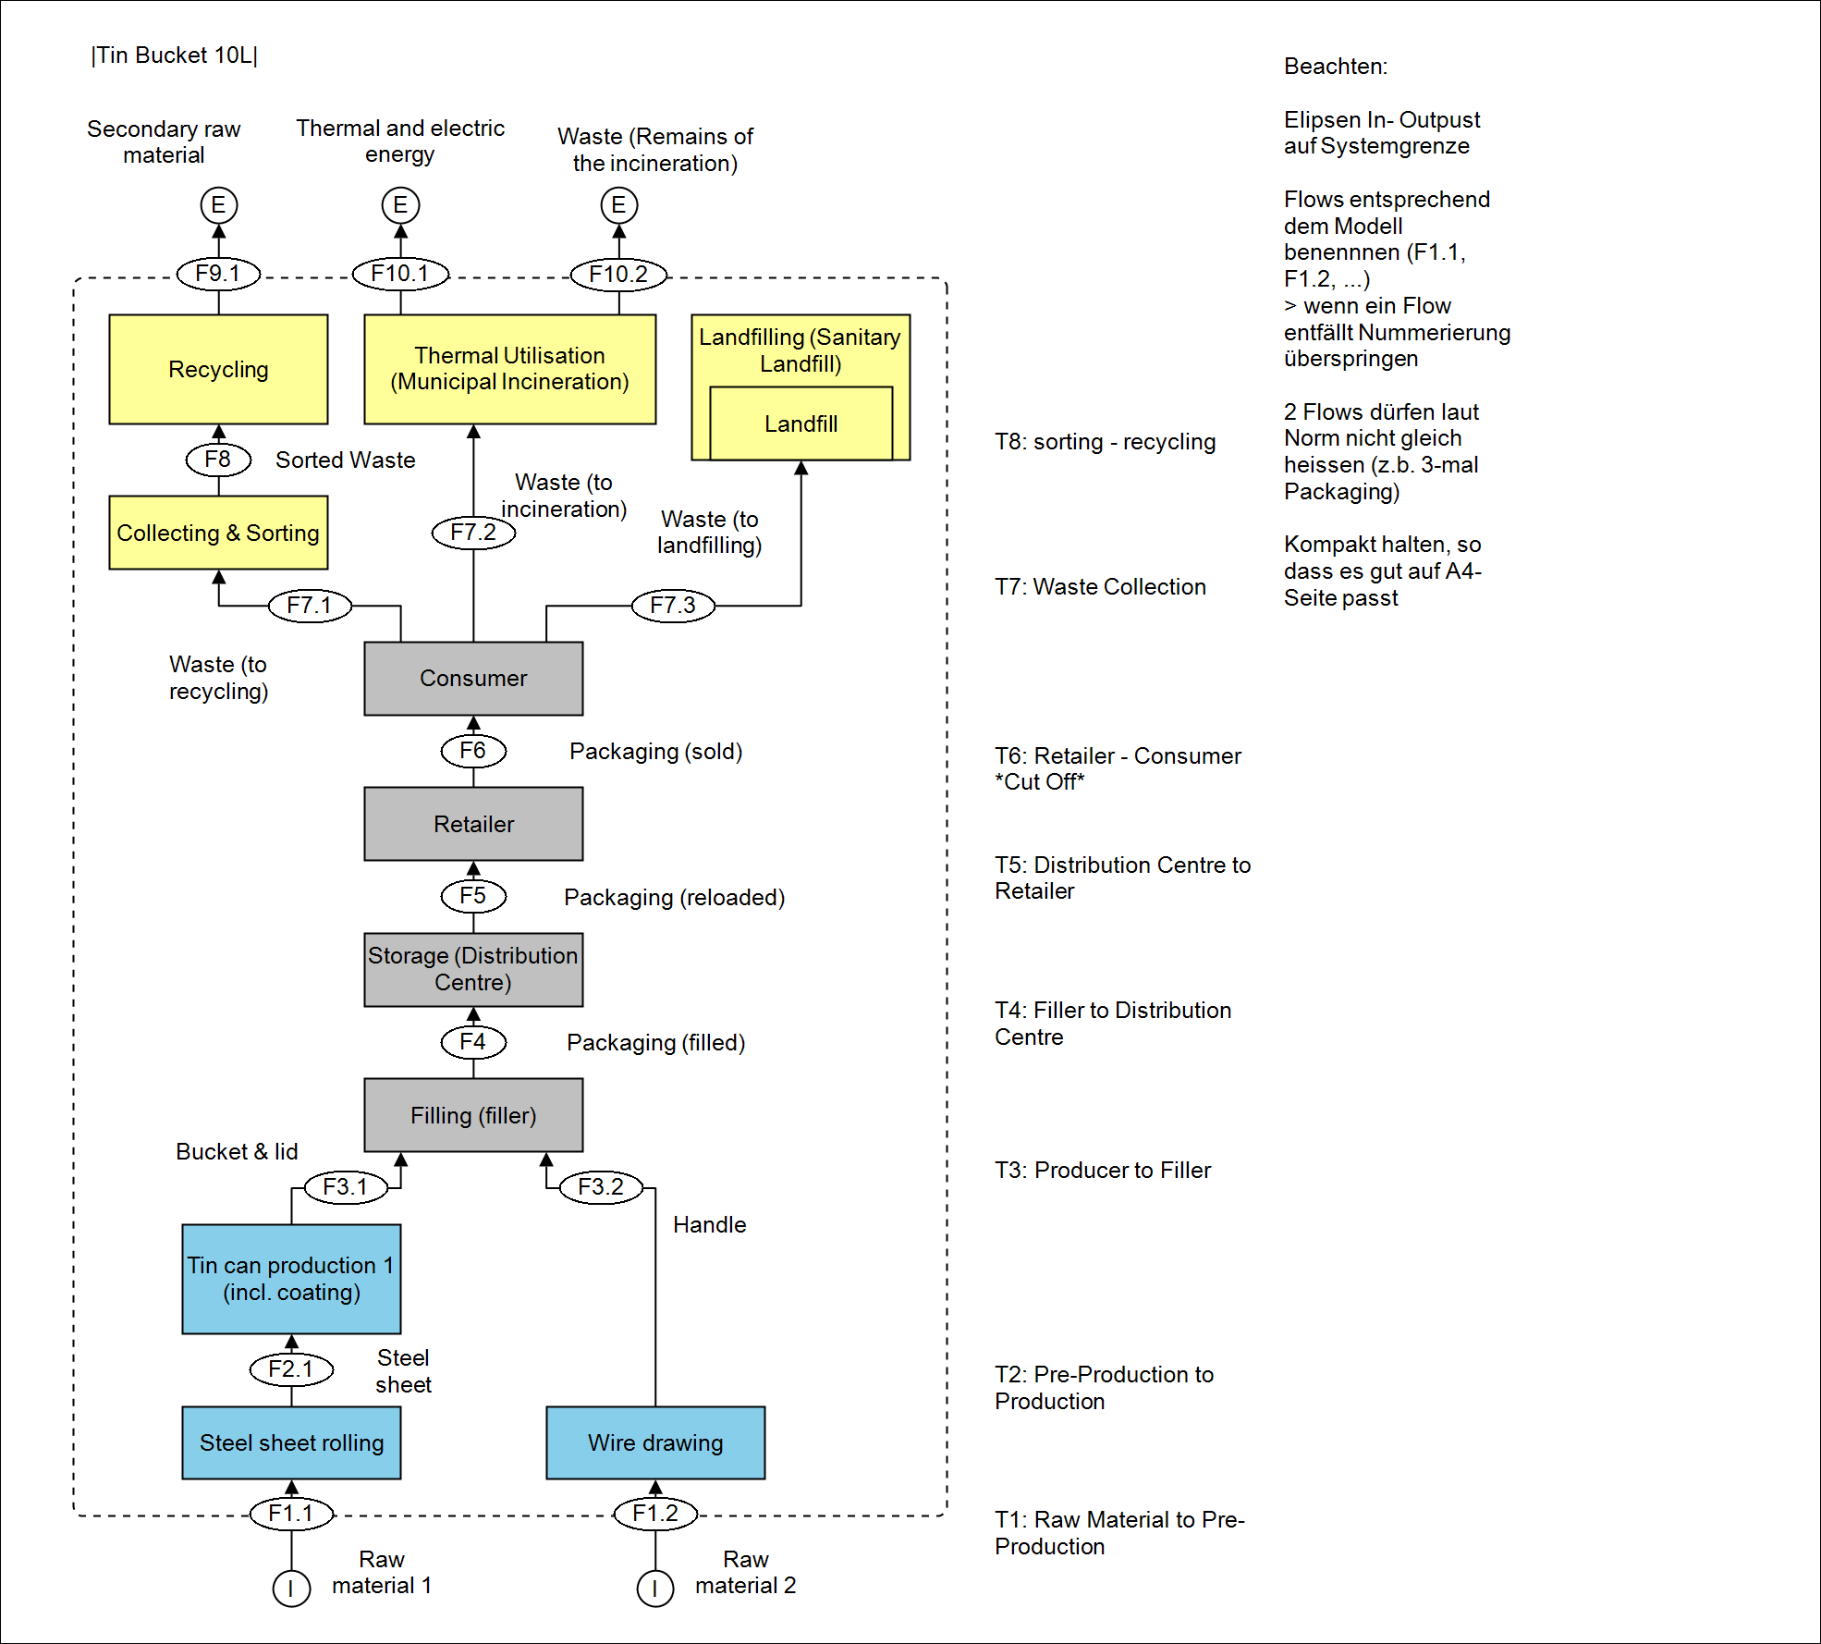 |Tin Bucket 10L|
Secondary raw
material
Thermal and electric
energy
Waste (Remains of
the incineration)
E
E
E
F9.1
F10.1
F10.2
Recycling
Thermal Utilisation
(Municipal Incineration)
Landfilling (Sanitary
Landfill)
Landfill
F8
Sorted Waste
Collecting & Sorting
Waste (to
incineration)
F7.2
Waste (to
landfilling)
F7.1
F7.3
Waste (to
recycling)
Consumer
F6
Packaging (sold)
Retailer
F5
Packaging (reloaded)
Storage (Distribution
Centre)
F4
Packaging (filled)
Filling (filler)
Bucket & lid
F3.1
F3.2
Handle
Tin can production 1
(incl. coating)
F2.1
Steel
sheet
Steel sheet rolling
Wire drawing
F1.1
F1.2
Raw
material 1
Raw
material 2
I
I
T8: sorting - recycling
T7: Waste Collection
T6: Retailer - Consumer
*Cut Off*
T5: Distribution Centre to
Retailer
T4: Filler to Distribution
Centre
T3: Producer to Filler
T2: Pre-Production to
Production
T1: Raw Material to Pre-
Production
Beachten:
Elipsen In- Outpust
auf Systemgrenze
Flows entsprechend
dem Modell
benennnen (F1.1,
F1.2, ...)
> wenn ein Flow
entfällt Nummerierung
überspringen
2 Flows dürfen laut
Norm nicht gleich
heissen (z.b. 3-mal
Packaging)
Kompakt halten, so
dass es gut auf A4-
Seite passt